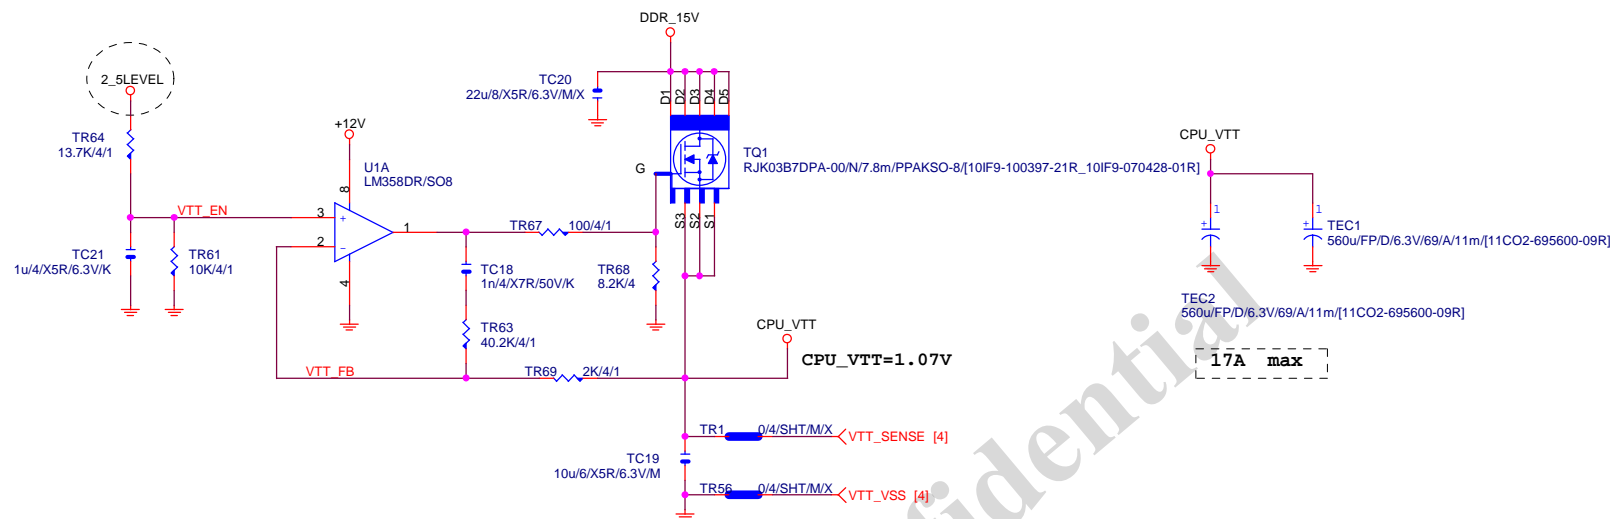 DDR_15V
2_5LEVEL
TR64
13.7K/4/1
+12V
U1A
LM358DR/SO8
TC20
22u/8/X5R/6.3V/M/X
D1
D2
D3
D4
D5
G
TQ1
RJK03B7DPA-00/N/7.8m/PPAKSO-8/[10IF9-100397-21R_10IF9-070428-01R]
S3
S2
S1
CPU_VTT
1
1
+
+
TEC1
560u/FP/D/6.3V/69/A/11m/[11CO2-695600-09R]
TEC2
560u/FP/D/6.3V/69/A/11m/[11CO2-695600-09R]
17A max
VTT_EN
3
+
2
−
8
4
1
TC21
1u/4/X5R/6.3V/K
TR61
10K/4/1
TR67
100/4/1
TC18
1n/4/X7R/50V/K
TR68
8.2K/4
TR63
40.2K/4/1
VTT_FB
TR69
2K/4/1
CPU_VTT
CPU_VTT=1.07V
TR1
0/4/SHT/M/X
VTT_SENSE [4]
TC19
10u/6/X5R/6.3V/M
TR56
0/4/SHT/M/X
VTT_VSS [4]